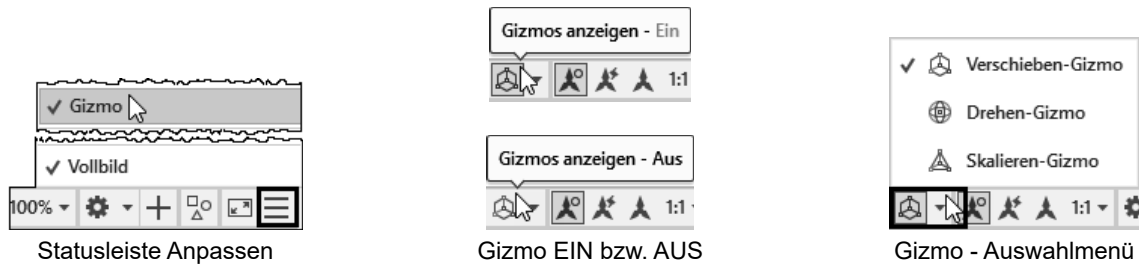 Gizmo
Vollbild
100%
Statusleiste Anpassen
Gizmos anzeigen - Ein
1:1
Gizmos anzeigen - Aus
1:1
Gizmo EIN bzw. AUS
Verschieben-Gizmo
Drehen-Gizmo
Skalieren-Gizmo
1:1
Gizmo - Auswahlmenü